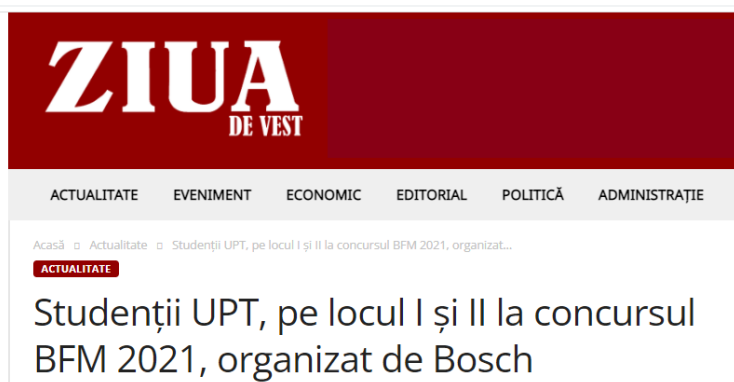 ZIUA
DE VEST
ACTUALITATE EVENIMENT ECONOMIC EDITORIAL POLITICĂ ADMINISTRAȚIE
Acasă Actualitate Studenții UPT, pe locul I și II la concursul BFM 2021, organizat...
ACTUALITATE
Studenții UPT, pe locul I și II la concursul
BFM 2021, organizat de Bosch